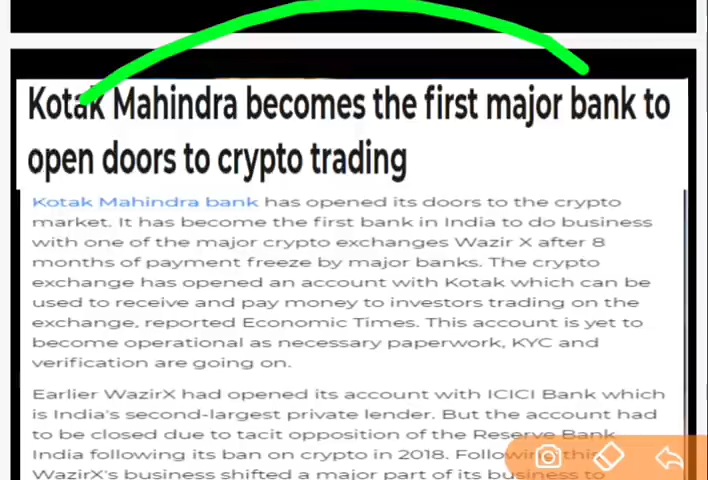 Kotak Mahindra becomes the first major bank to
open doors to crypto trading
Kotak Mahindra bank has opened its doors to the crypto
market. It has become the first bank in India to do business
with one of the major crypto exchanges Wazir X after 8
months of payment freeze by major banks. The crypto
exchange has opened an account with Kotak which can be
used to receive and pay money to investors trading on the
exchange, reported Economic Times. This account is yet to
become operational as necessary paperwork, KYC and
verification are going on.
Earlier WazirX had opened its account with ICICI Bank which
is India's second-largest private lender. But the account had
to be closed due to tacit opposition of the Reserve Bank
India following its ban on crypto in 2018. Following this
WazirX's business shifted a major part of its business to